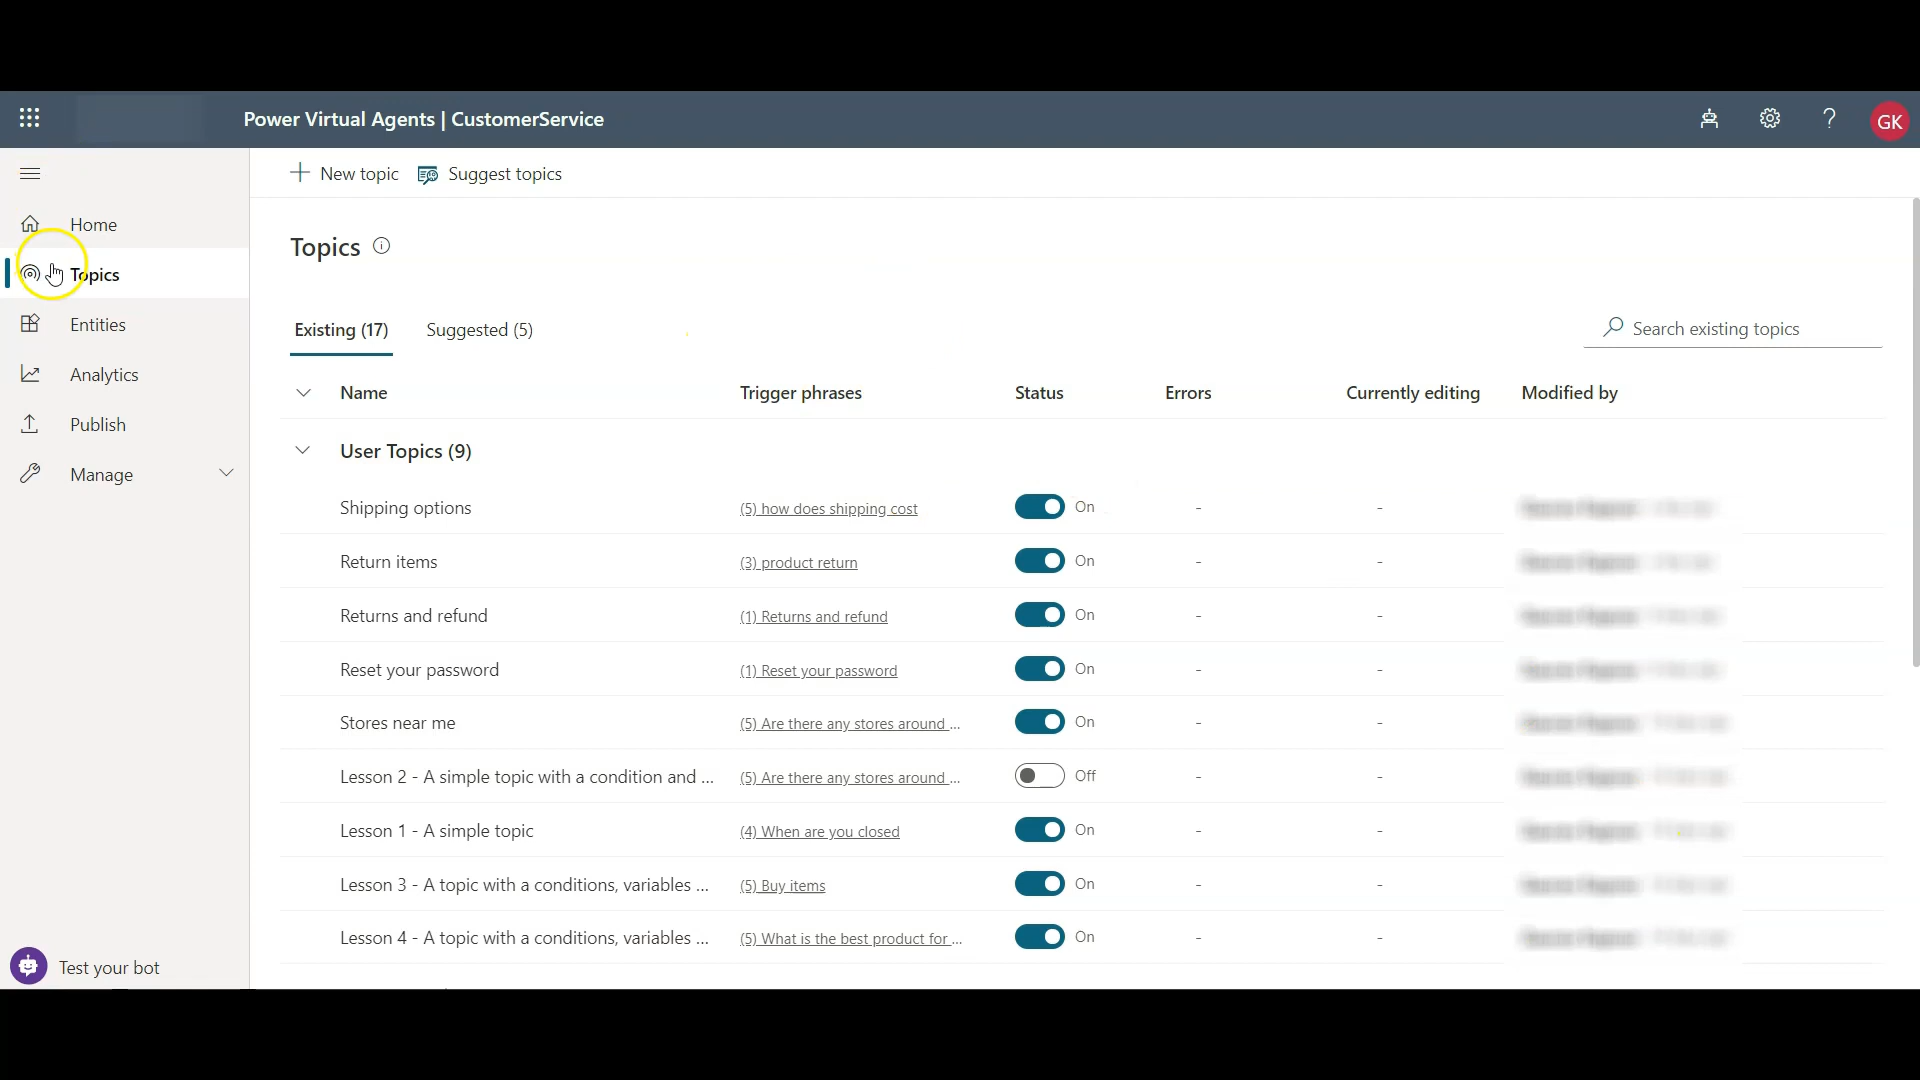 Power Virtual Agents | CustomerService
GK
New topic
Suggest topics
Home
Topics
Entities
Analytics
Publish
Manage
Test your bot
Topics
Existing (17)
Suggested (5)
Search existing topics
Name Trigger phrases Status Errors Currently editing Modified by
User Topics (9)
Shipping options (5) how does shipping cost On - -
Return items (3) product return On - -
Returns and refund (1) Returns and refund On - -
Reset your password (1) Reset your password On - -
Stores near me (5) Are there any stores around ... On - -
Lesson 2 - A simple topic with a condition and ... (5) Are there any stores around ... Off - -
Lesson 1 - A simple topic (4) When are you closed On - -
Lesson 3 - A topic with a conditions, variables ... (5) Buy items On - -
Lesson 4 - A topic with a conditions, variables ... (5) What is the best product for ... On - -